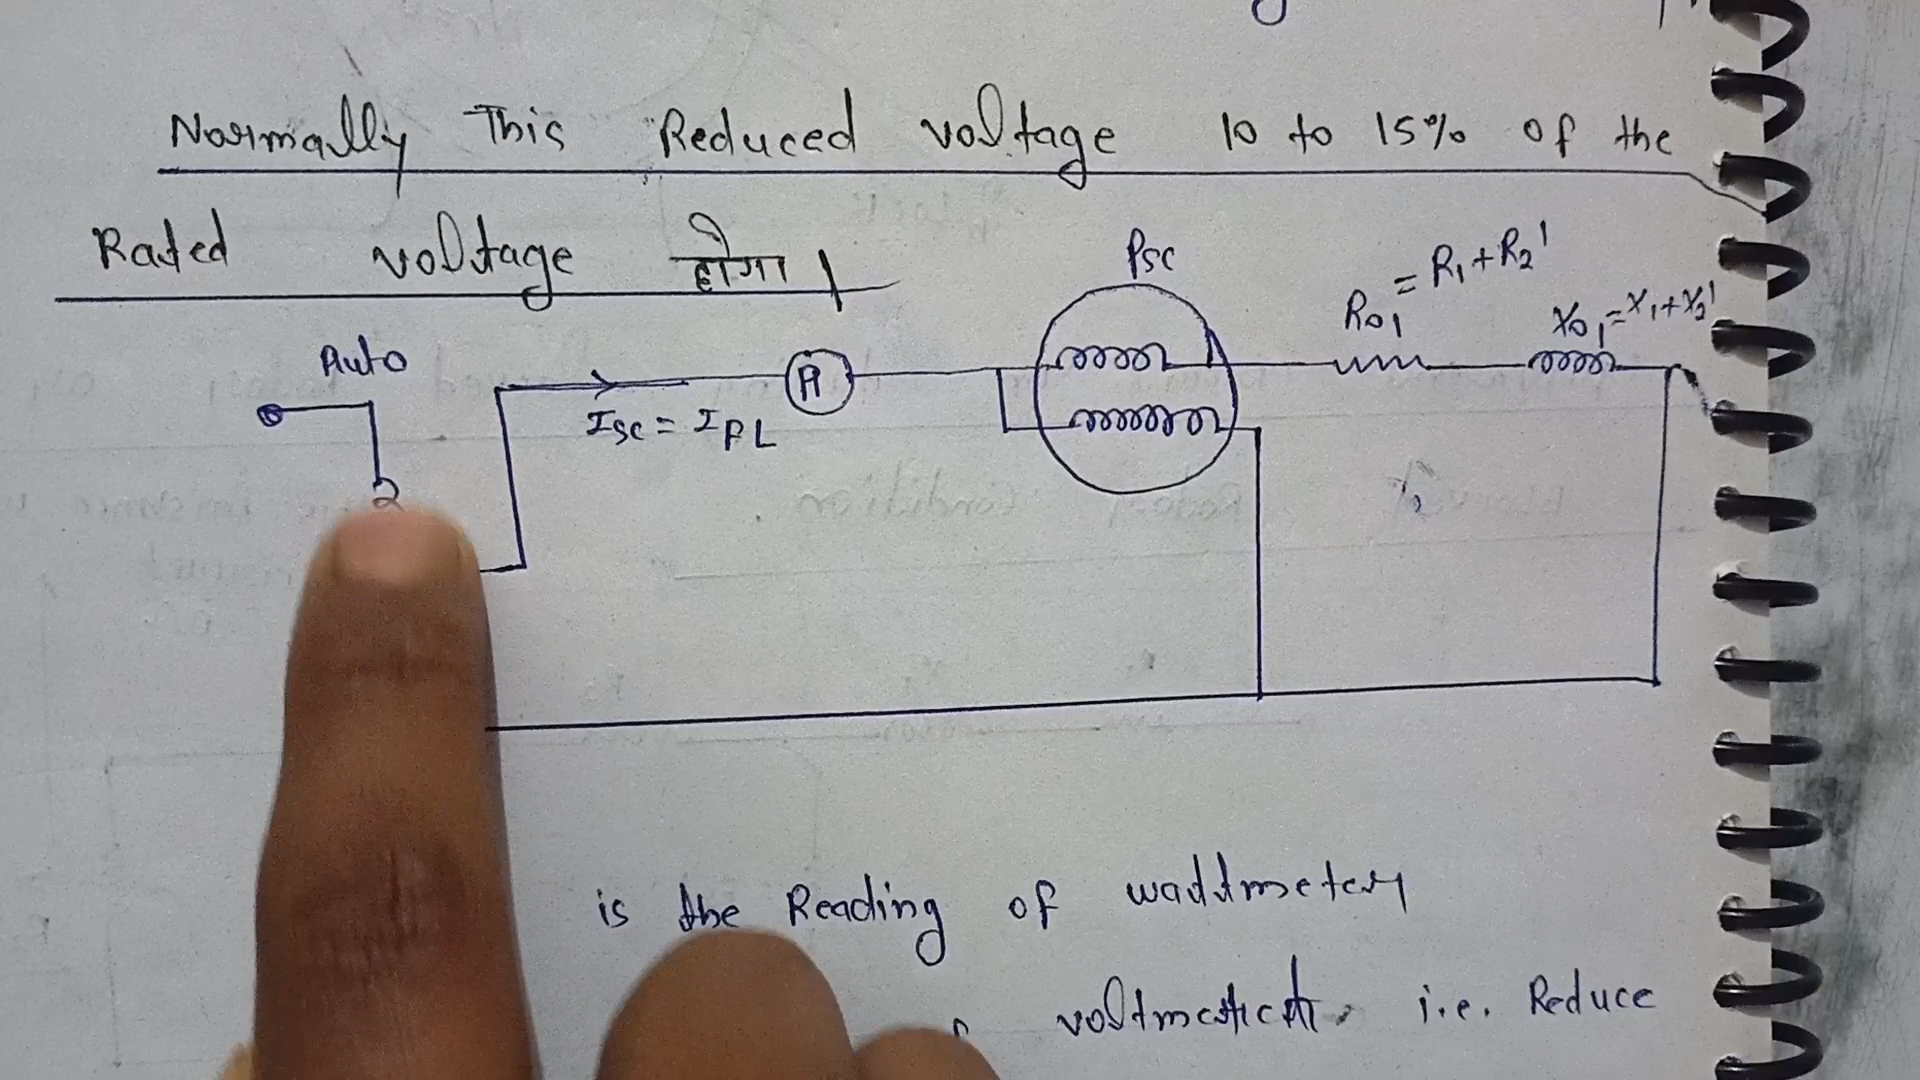 Normally This Reduced voltage 10 to 15% of the
Rated voltage होगा।
Psc
R01 = R1 + R2'
X01 = X1 + X2'
Auto
A
Isc = IFL
is the Reading of
voltmeter. i.e. Reduce